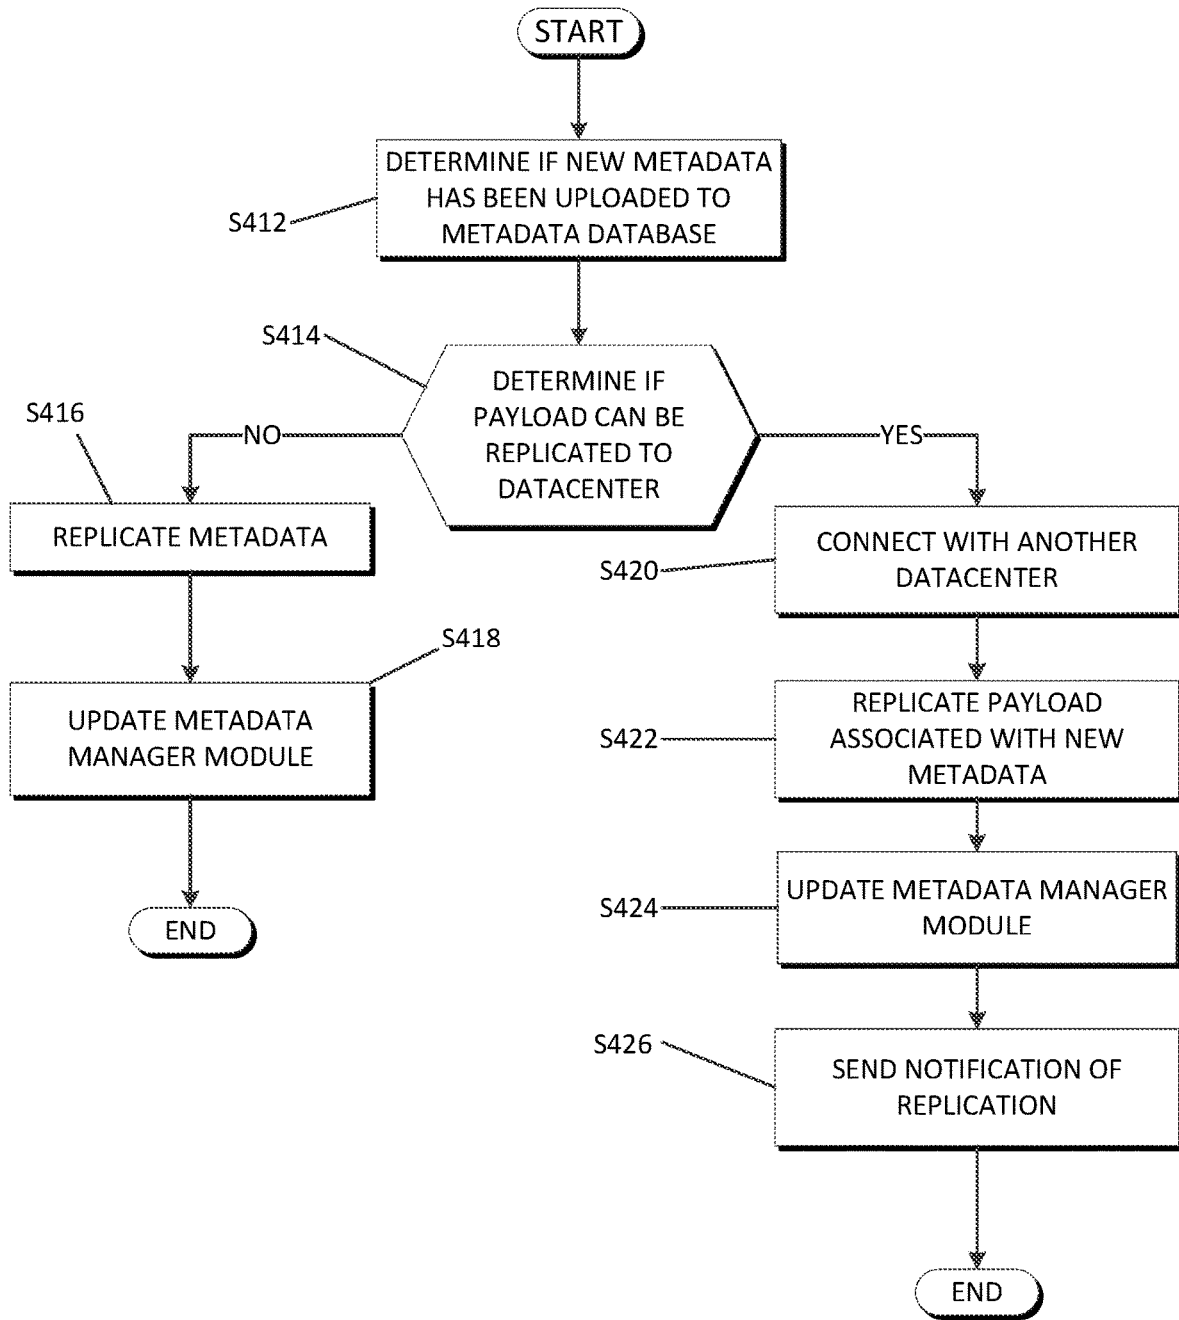 START
DETERMINE IF NEW METADATA
HAS BEEN UPLOADED TO
METADATA DATABASE
S412
S414
DETERMINE IF
PAYLOAD CAN BE
REPLICATED TO
DATACENTER
NO
YES
S416
REPLICATE METADATA
S418
UPDATE METADATA
MANAGER MODULE
END
S420
CONNECT WITH ANOTHER
DATACENTER
S422
REPLICATE PAYLOAD
ASSOCIATED WITH NEW
METADATA
S424
UPDATE METADATA MANAGER
MODULE
S426
SEND NOTIFICATION OF
REPLICATION
END